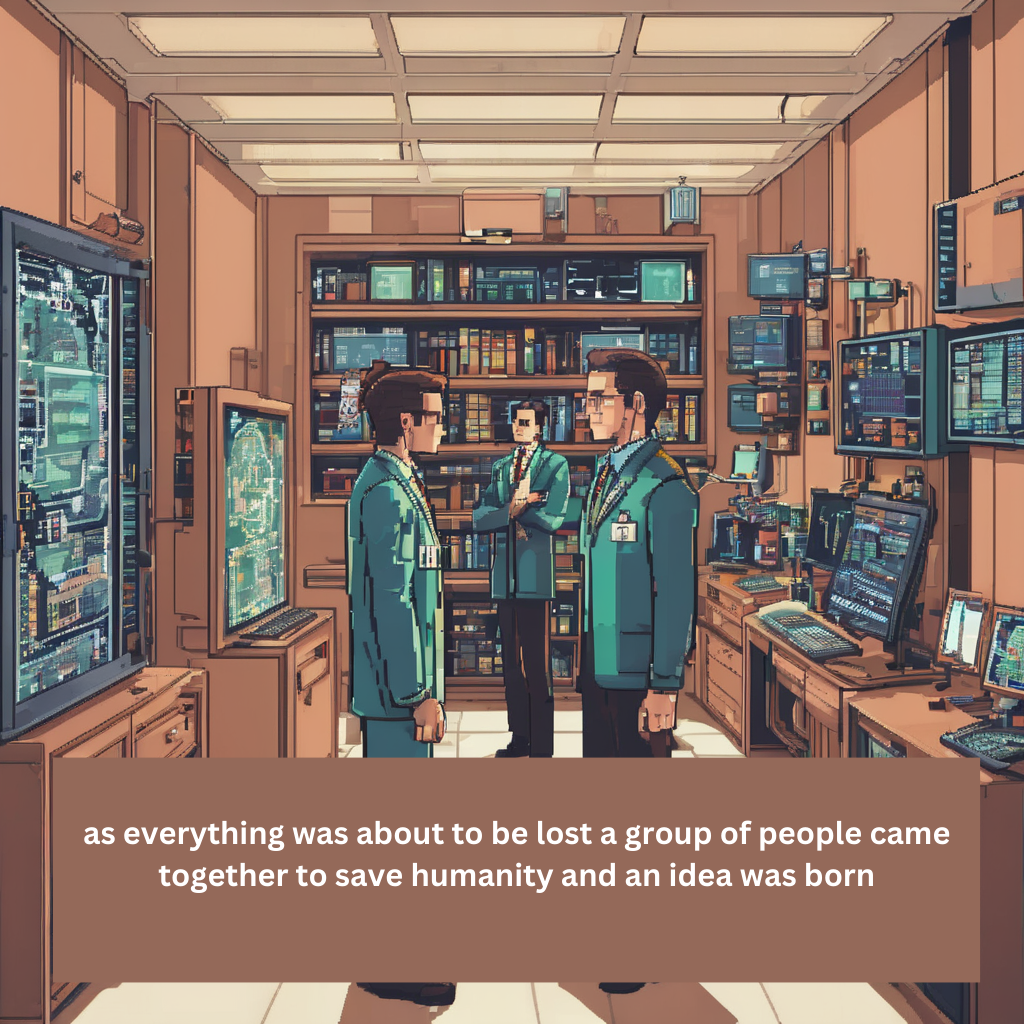 as everything was about to be lost a group of people came
together to save humanity and an idea was born